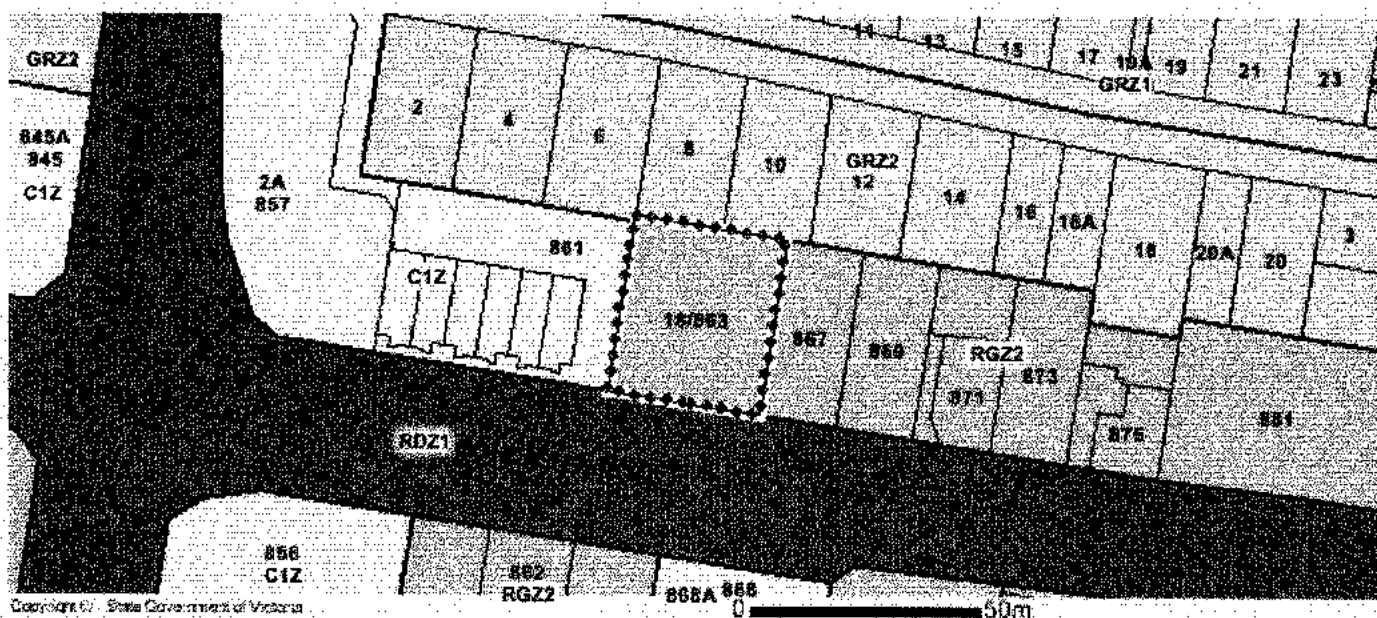 11 13 15 17 19A 19 21 23
GRZ1
GRZ2
2 4 6 8 10
GRZ2
12
14 16 16A 18 20A 20 3
845A
845
C1Z
2A
857
861
C1Z
16/863
867 869
RGZ2
871 873 875 881
RDZ1
856
C1Z
862
RGZ2
868A 868
Copyright © - State Government of Victoria
0 50m